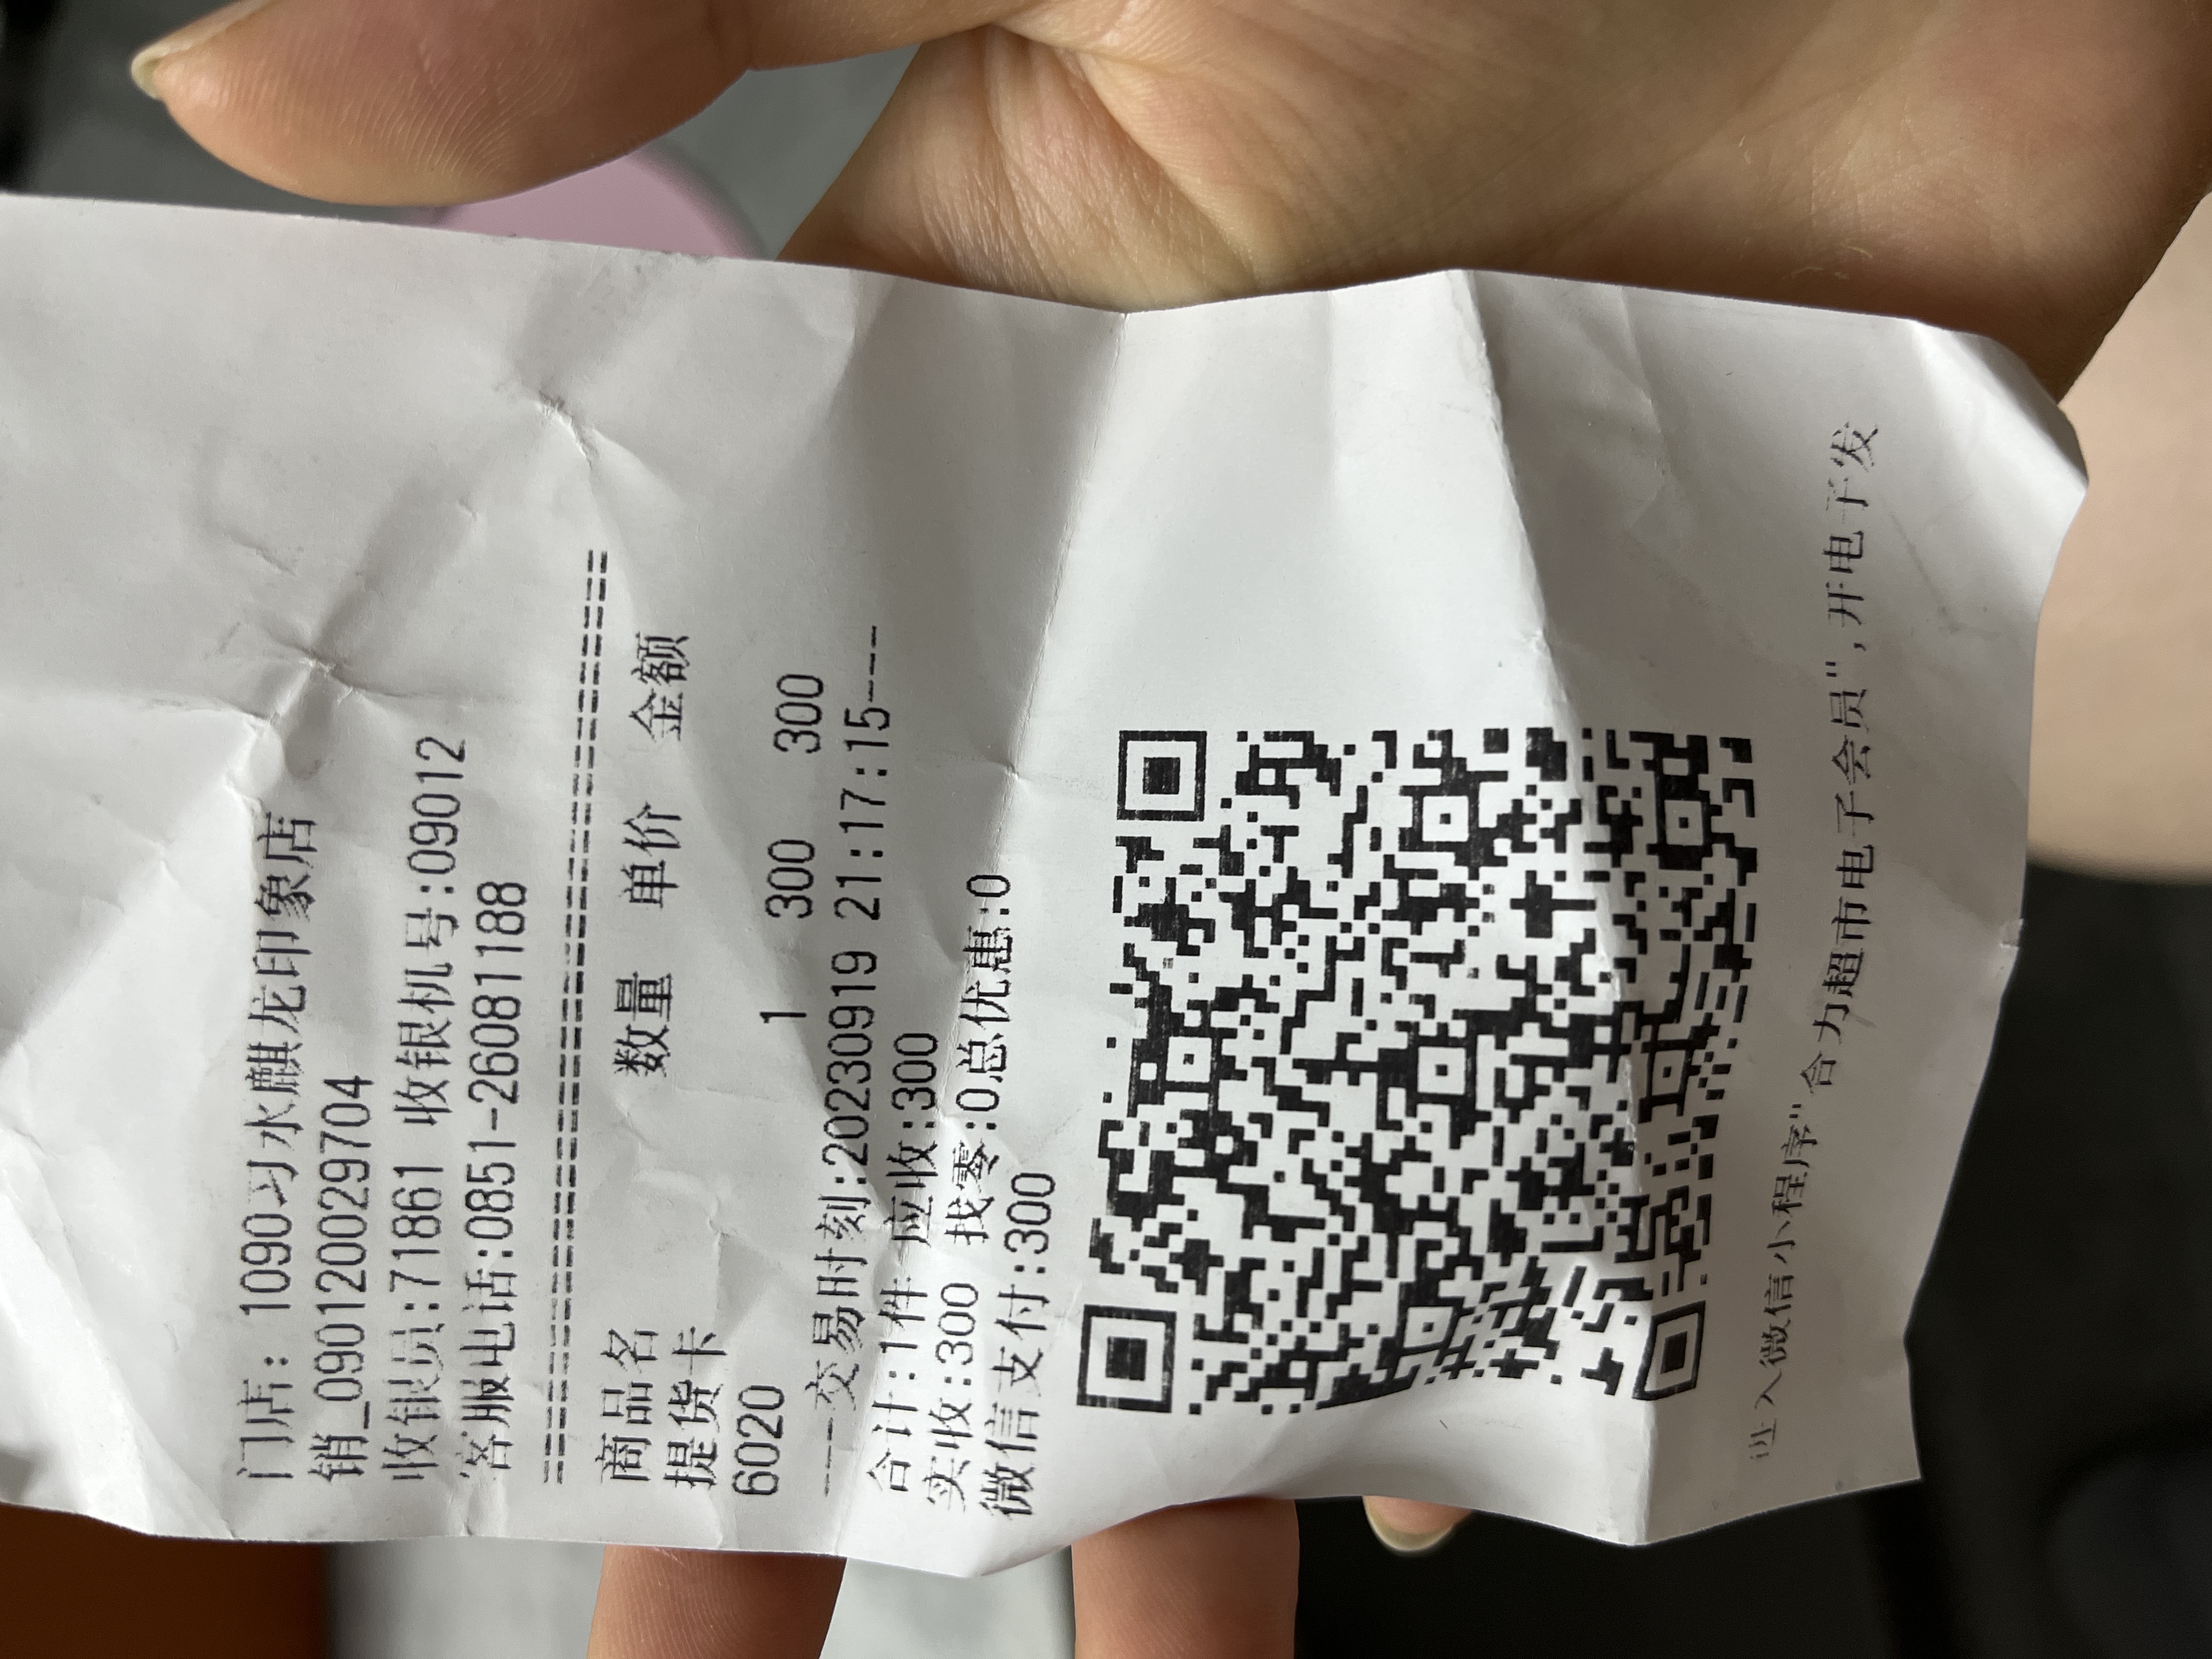 门店: 1090习水麒龙印象店
销_0901200029704
收银员:71861 收银机号:09012
客服电话:0851-26081188
商品名 数量 单价 金额
提货卡
6020 1 300 300
----交易时刻:20230919 21:17:15---
合计:1件 应收:300
实收:300 找零:0总优惠:0
微信支付:300
进入微信小程序"合力超市电子会员",开电子发